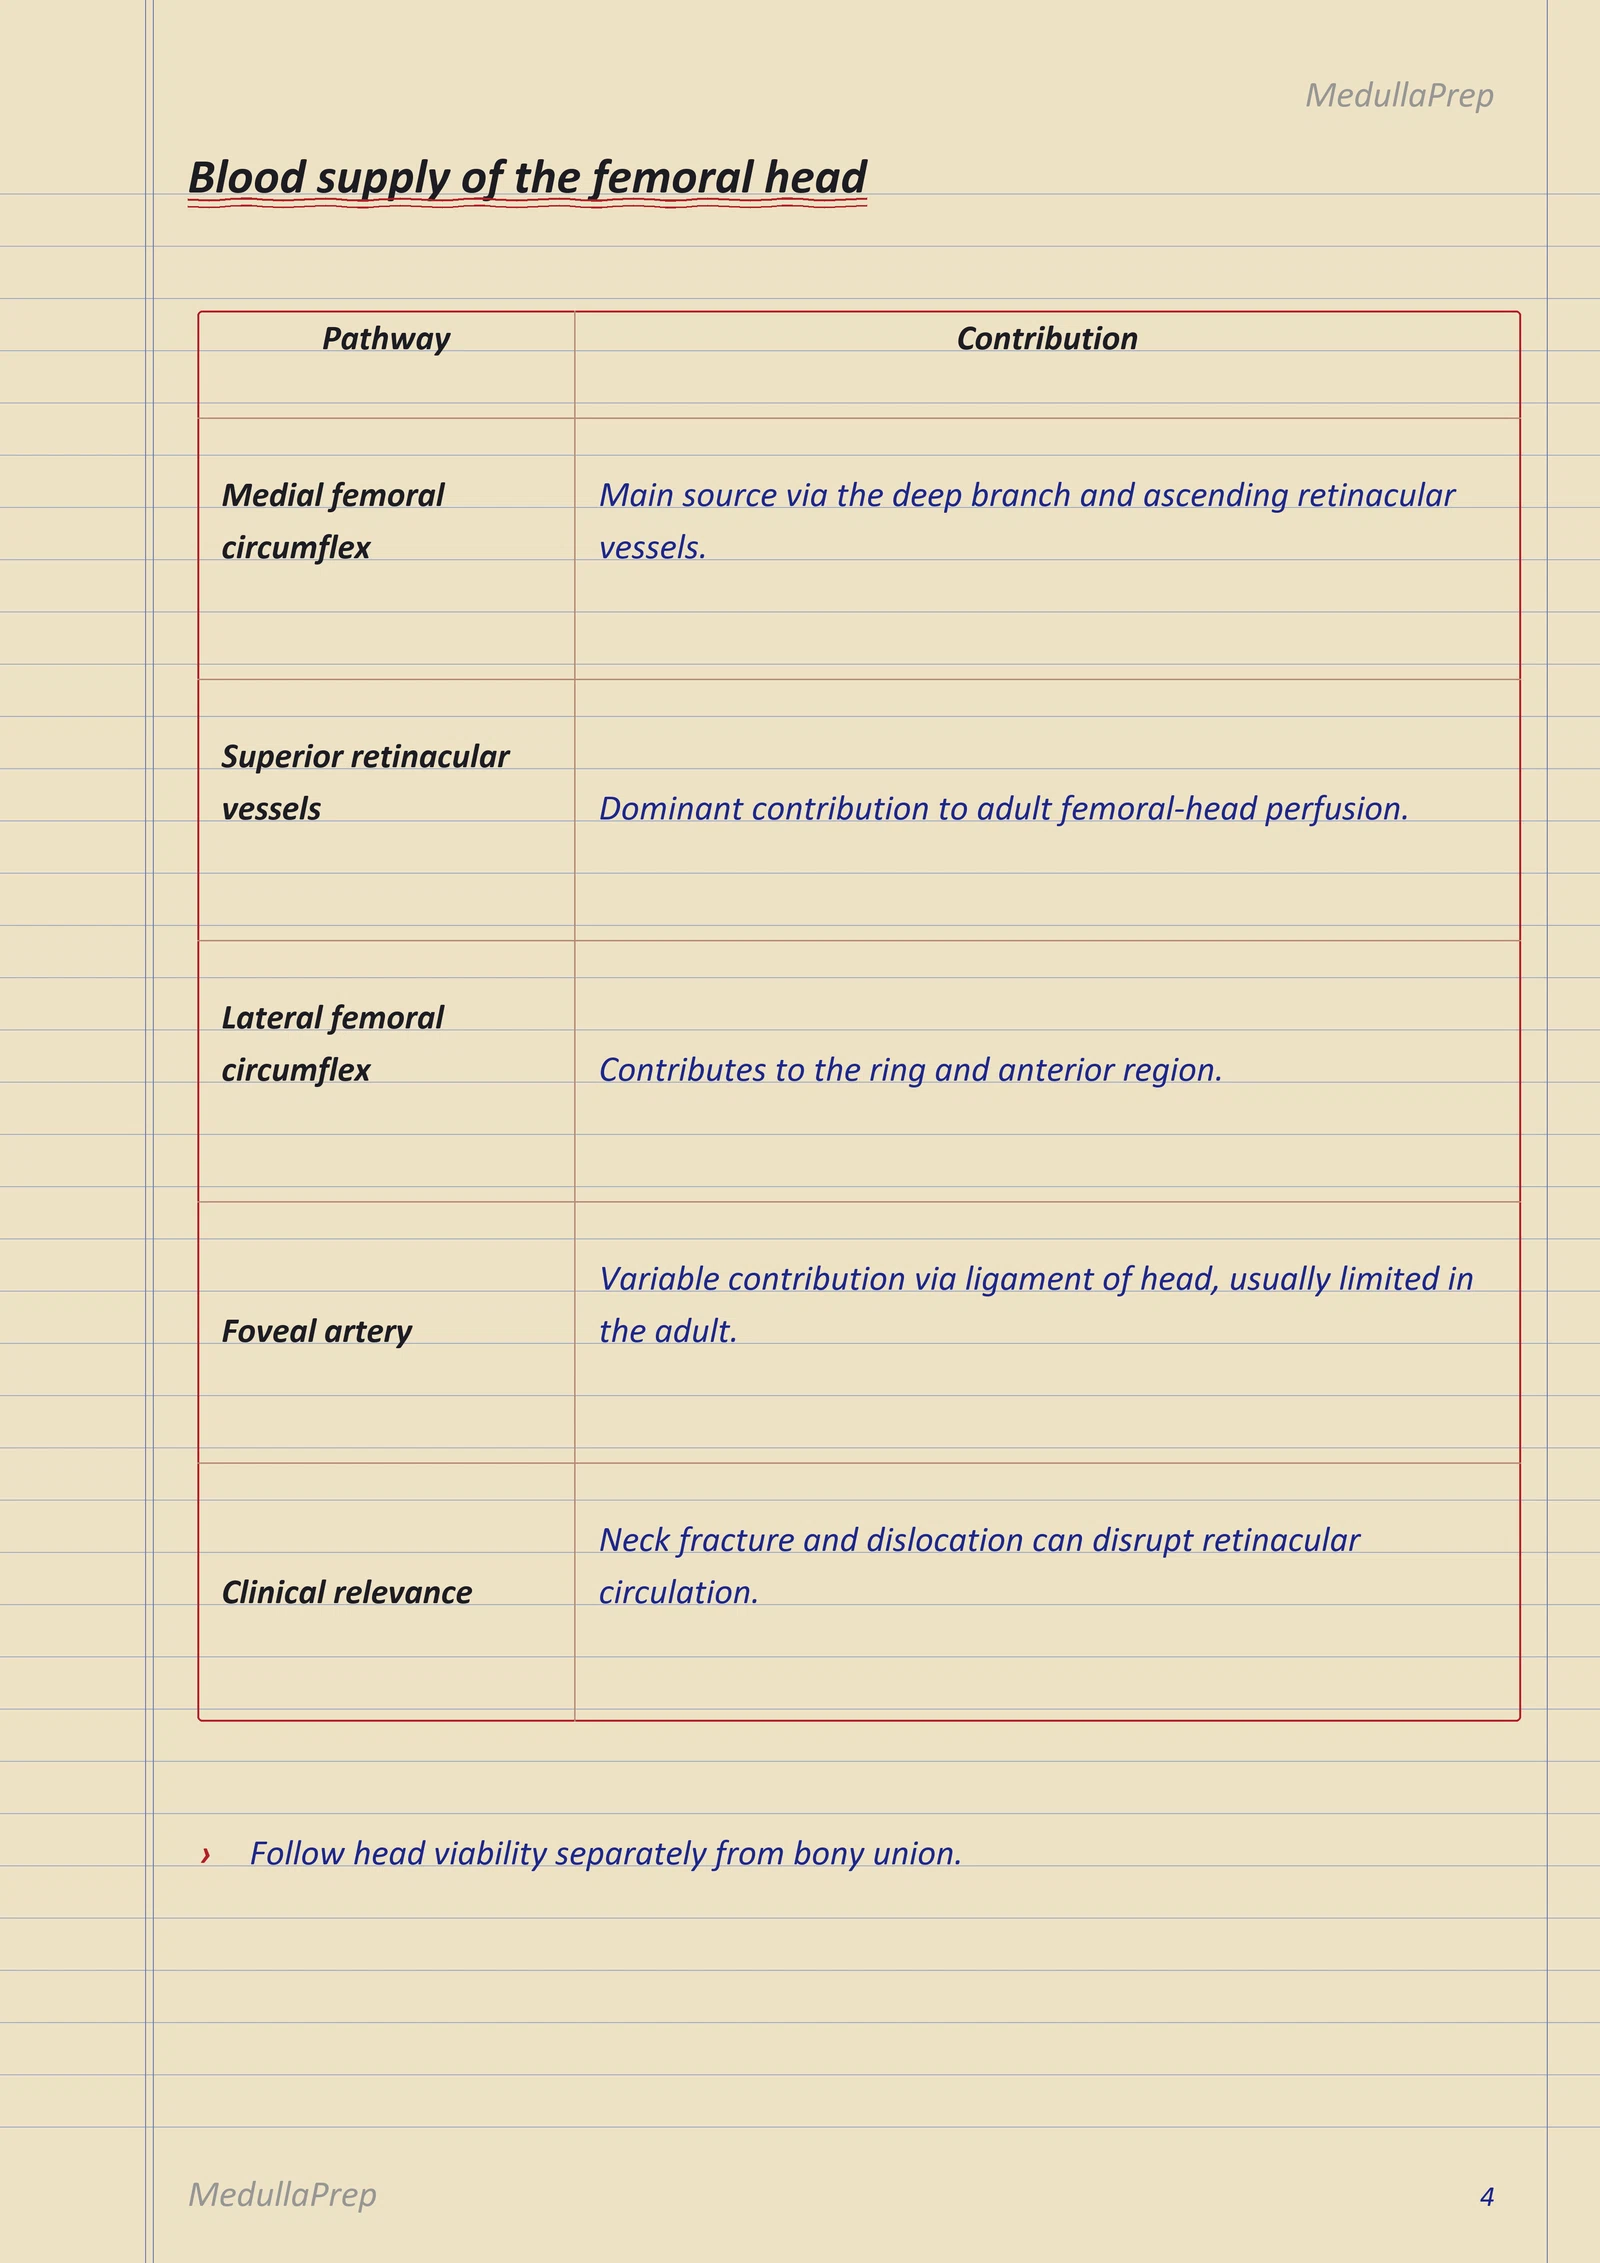 MedullaPrep
Blood supply of the femoral head
Pathway
Contribution
Medial femoral
circumflex
Main source via the deep branch and ascending retinacular
vessels.
Superior retinacular
vessels
Dominant contribution to adult femoral-head perfusion.
Lateral femoral
circumflex
Contributes to the ring and anterior region.
Foveal artery
Variable contribution via ligament of head, usually limited in
the adult.
Clinical relevance
Neck fracture and dislocation can disrupt retinacular
circulation.
› Follow head viability separately from bony union.
MedullaPrep
4